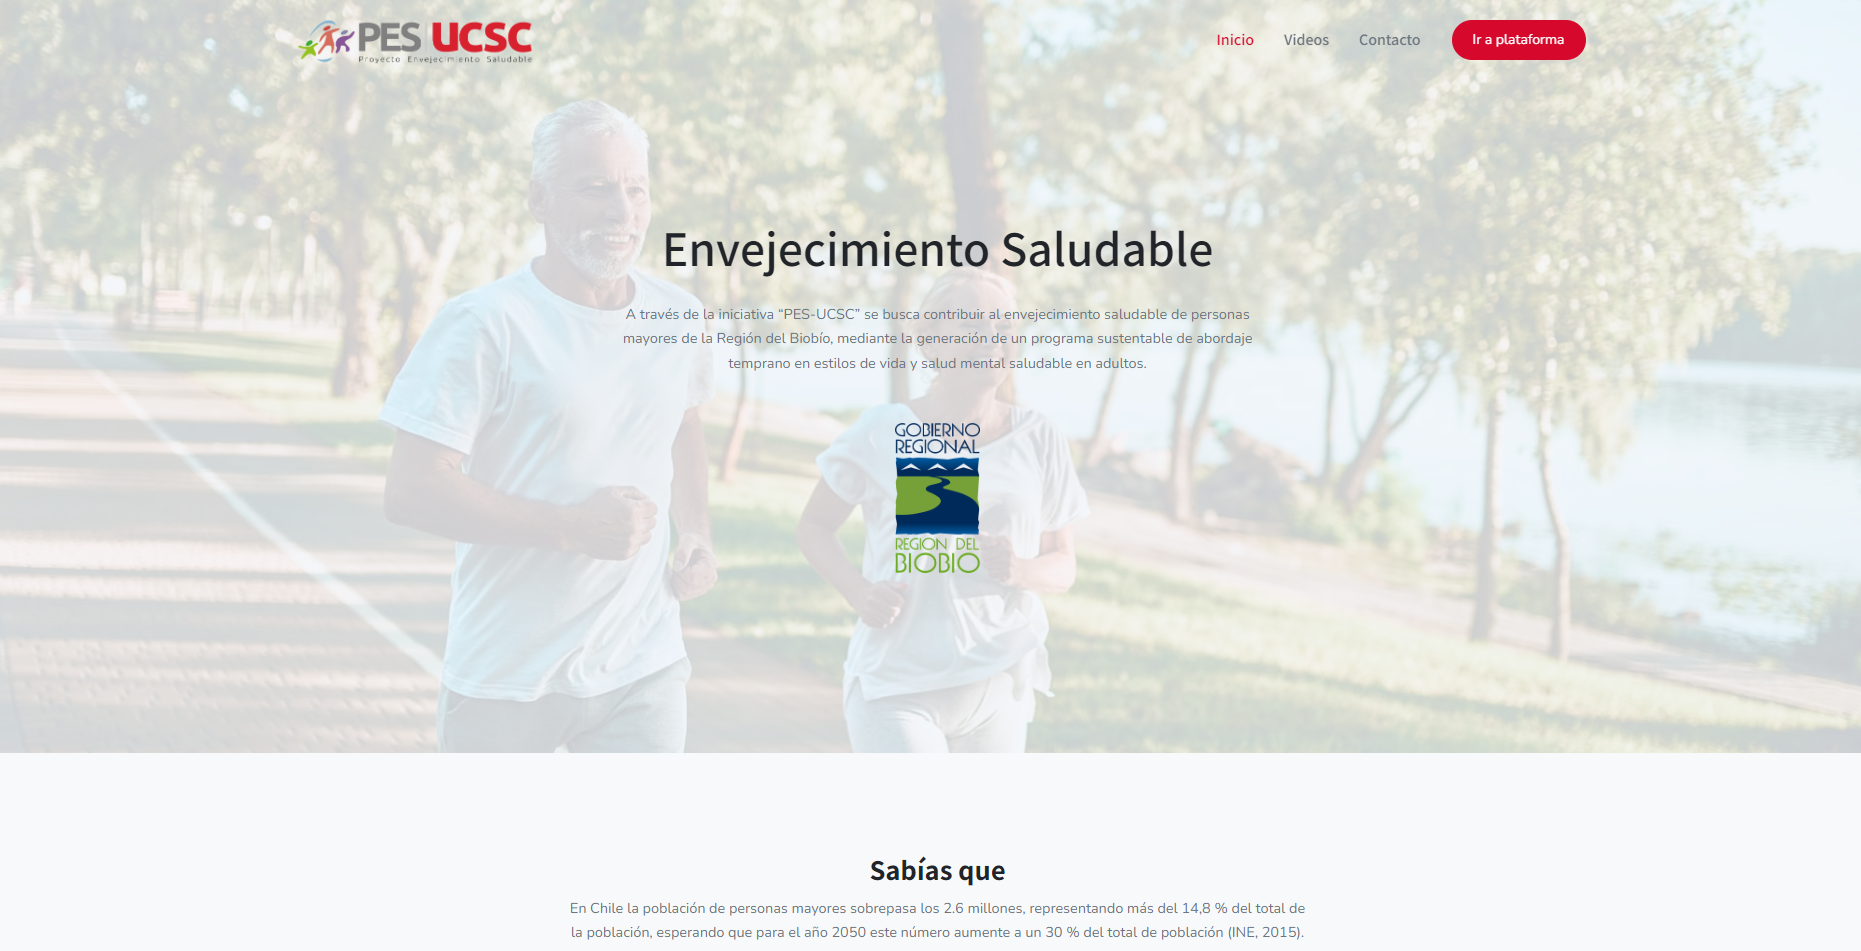 PES UCSC
Proyecto Envejecimiento Saludable
Inicio
Videos
Contacto
Ir a plataforma
Envejecimiento Saludable
A través de la iniciativa “PES-UCSC” se busca contribuir al envejecimiento saludable de personas
mayores de la Región del Biobío, mediante la generación de un programa sustentable de abordaje
temprano en estilos de vida y salud mental saludable en adultos.
GOBIERNO
REGIONAL
REGION DEL
BIOBIO
Sabías que
En Chile la población de personas mayores sobrepasa los 2.6 millones, representando más del 14,8 % del total de
la población, esperando que para el año 2050 este número aumente a un 30 % del total de población (INE, 2015).